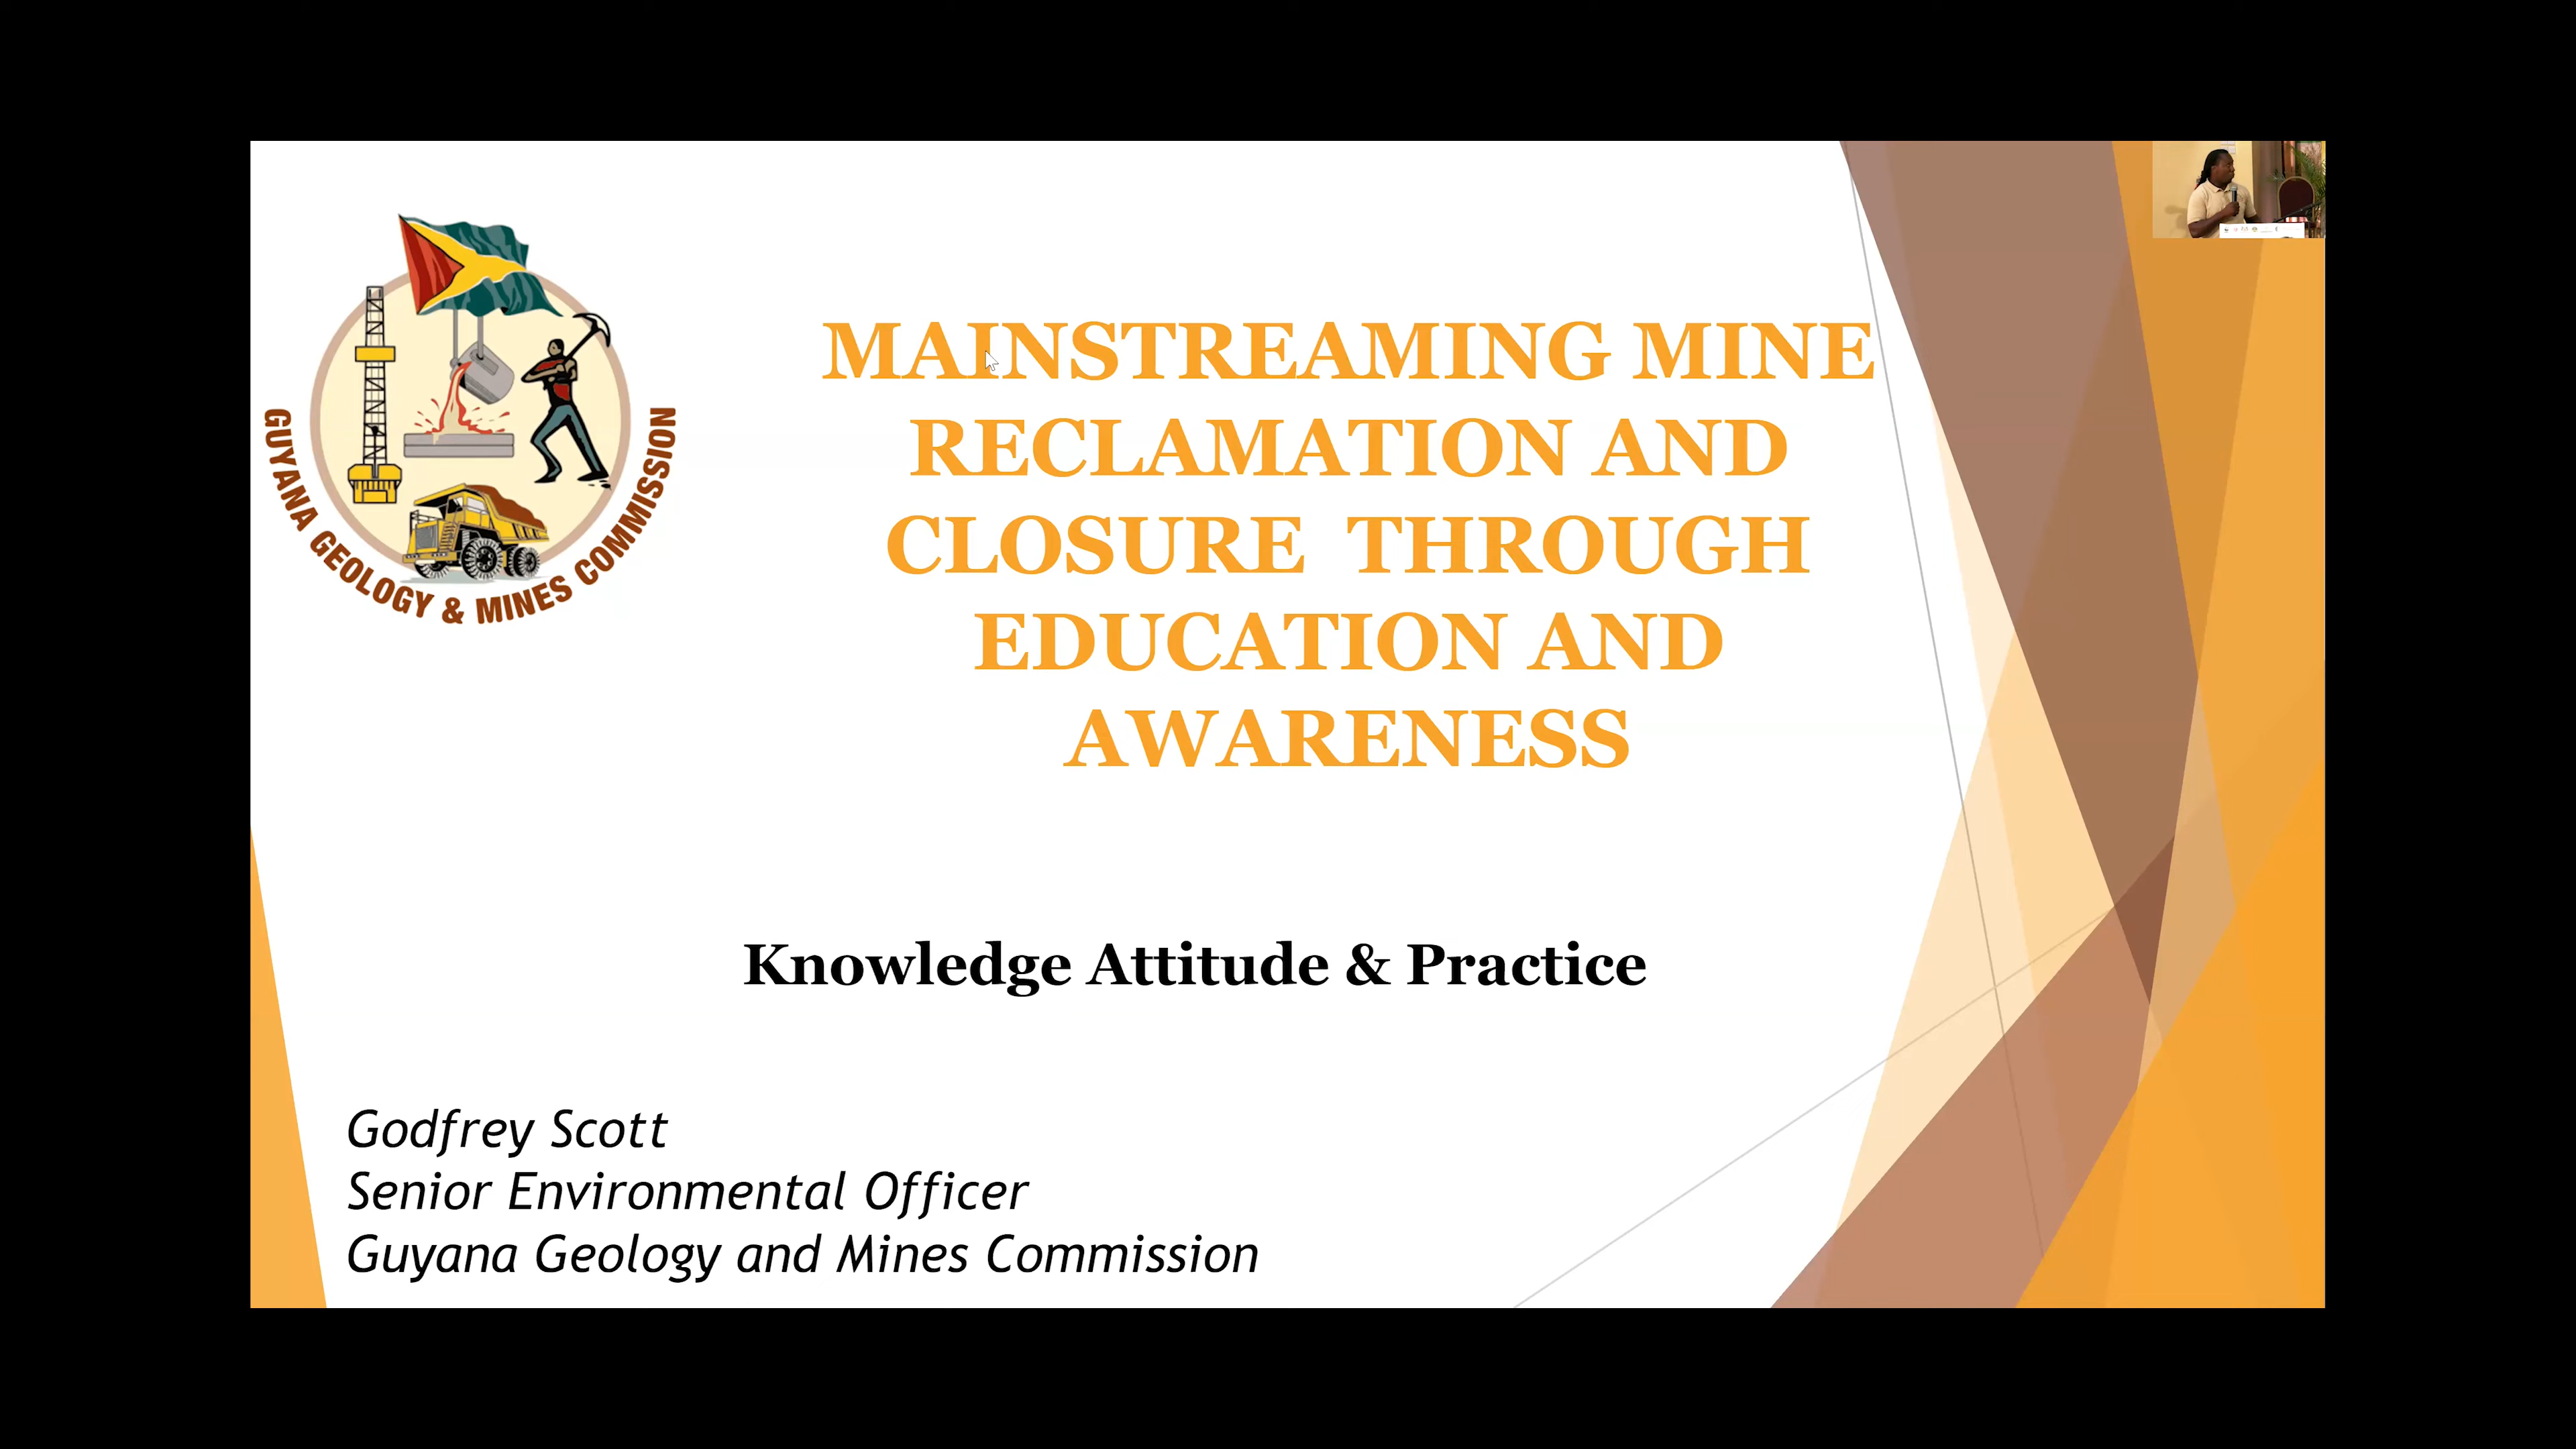 GUYANA GEOLOGY & MINES COMMISSION
MAINSTREAMING MINE
RECLAMATION AND
CLOSURE THROUGH
EDUCATION AND
AWARENESS
Knowledge Attitude & Practice
Godfrey Scott
Senior Environmental Officer
Guyana Geology and Mines Commission